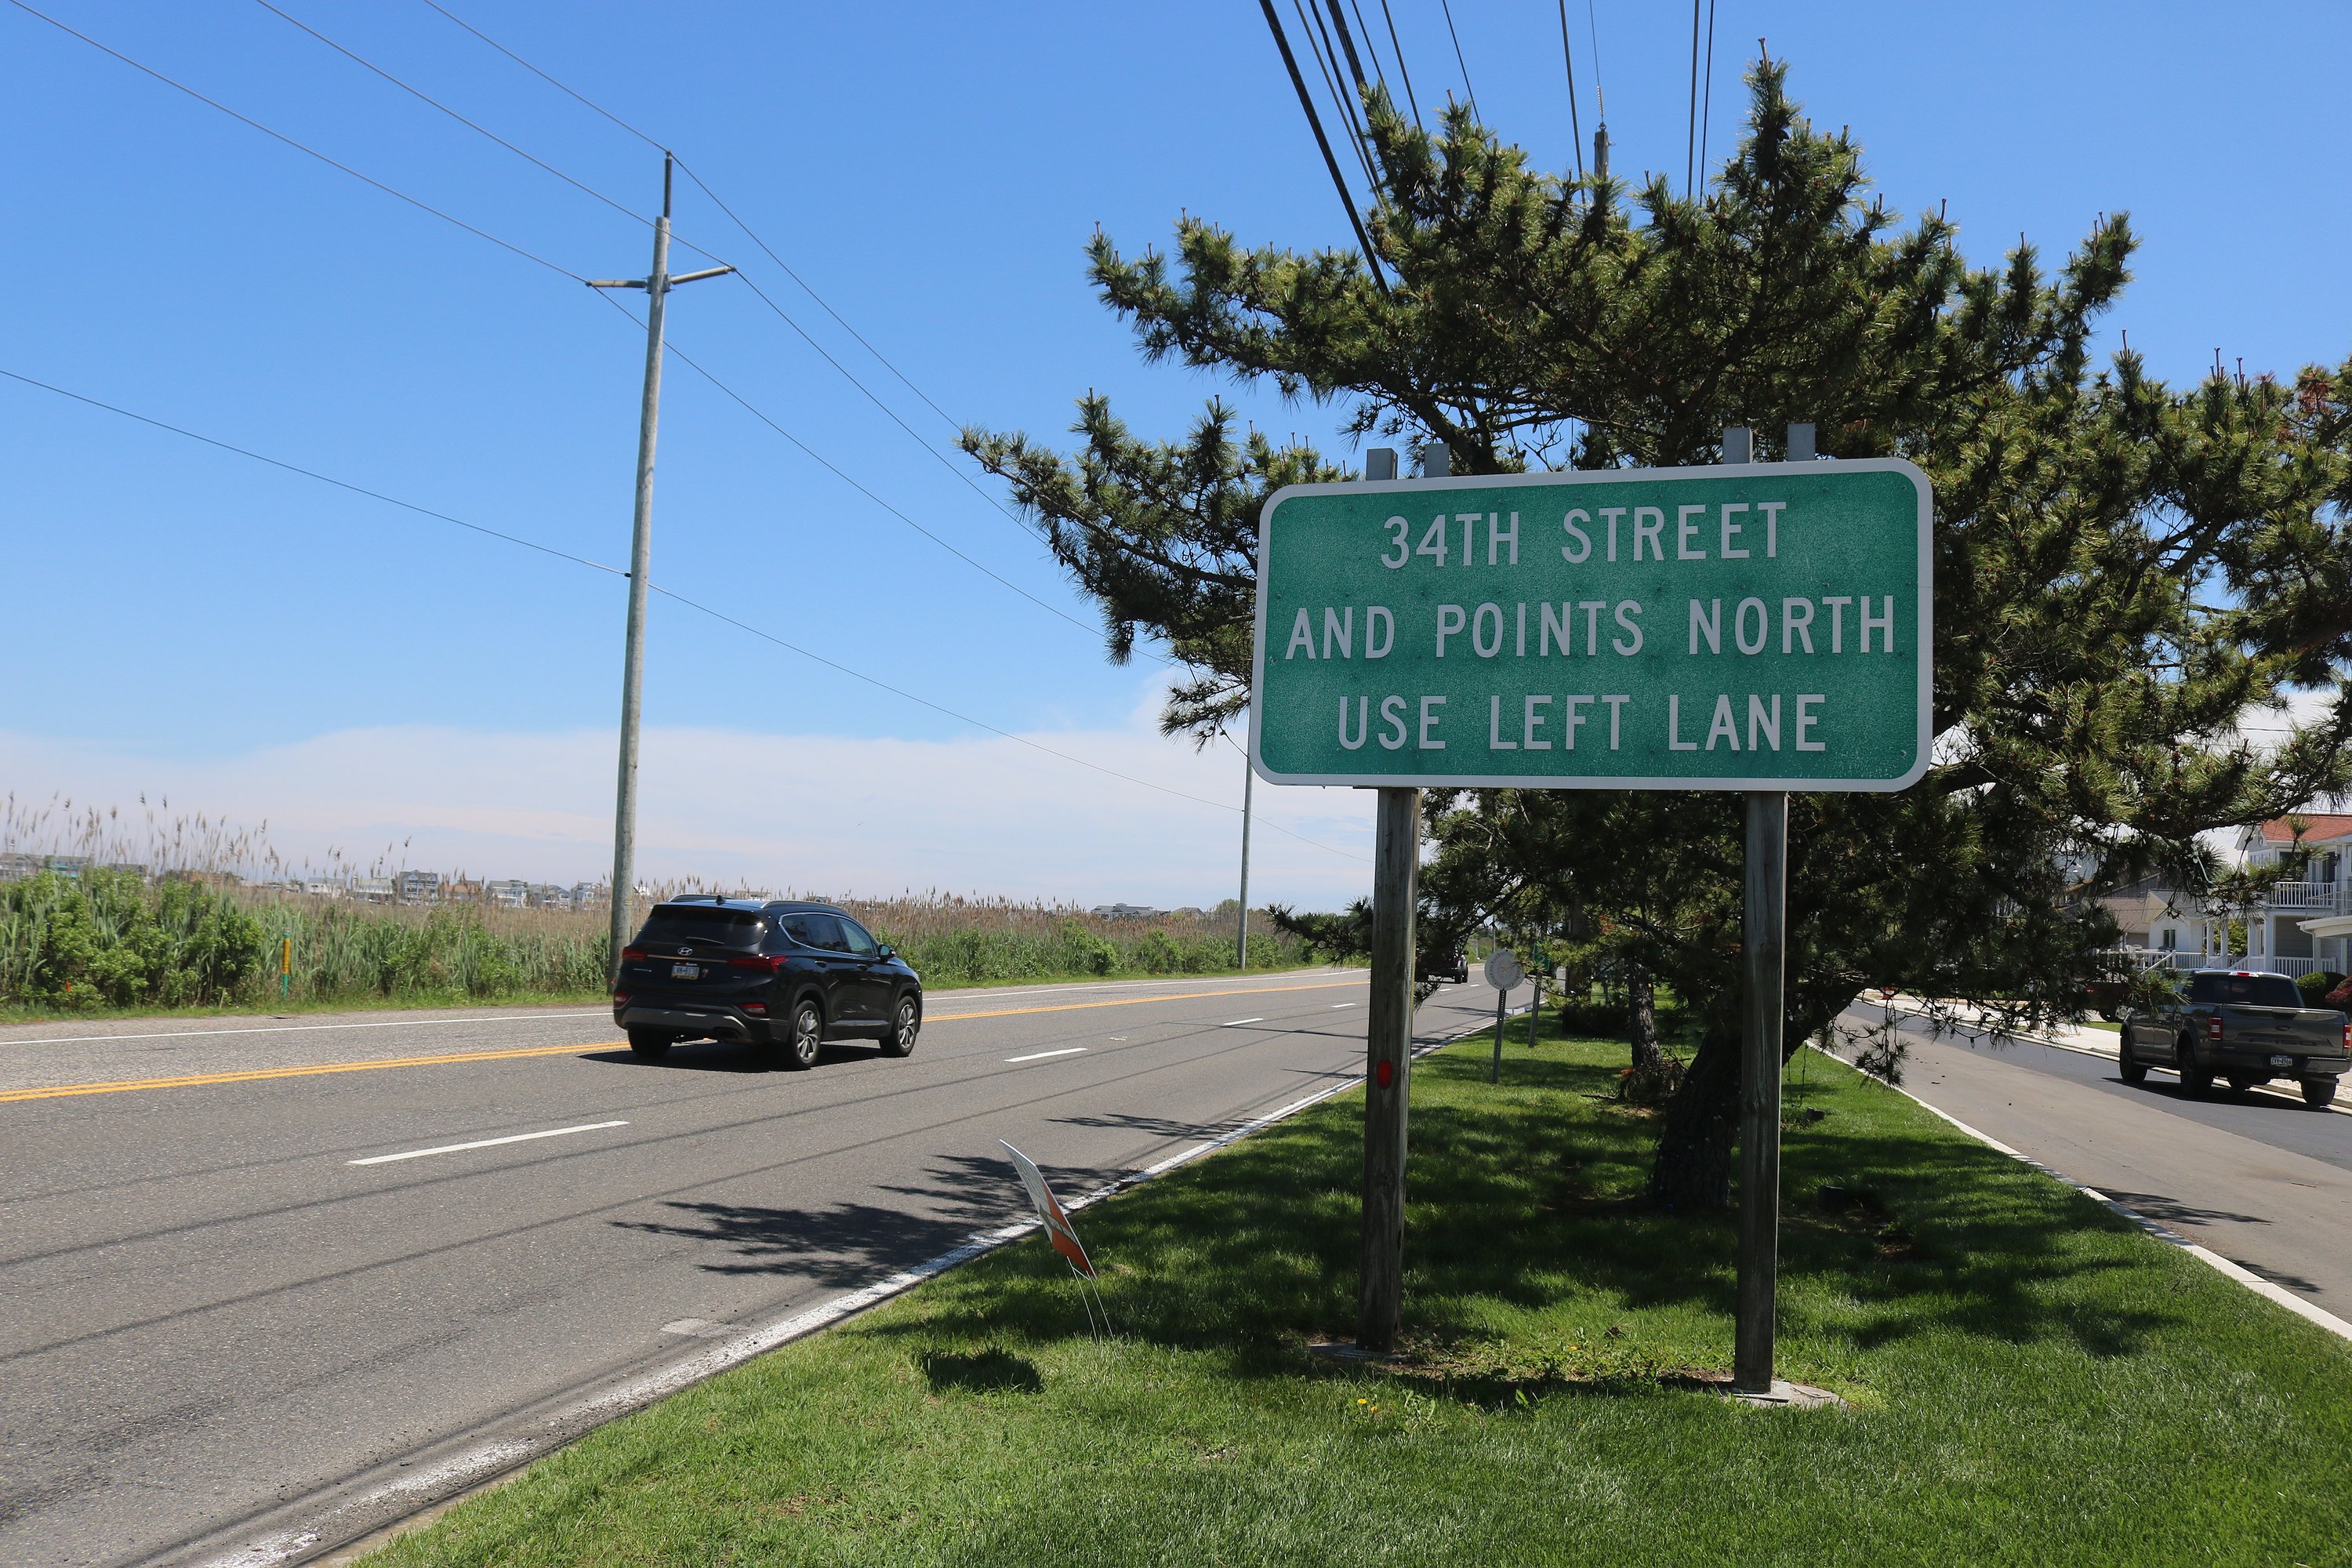 34TH STREET
AND POINTS NORTH
USE LEFT LANE